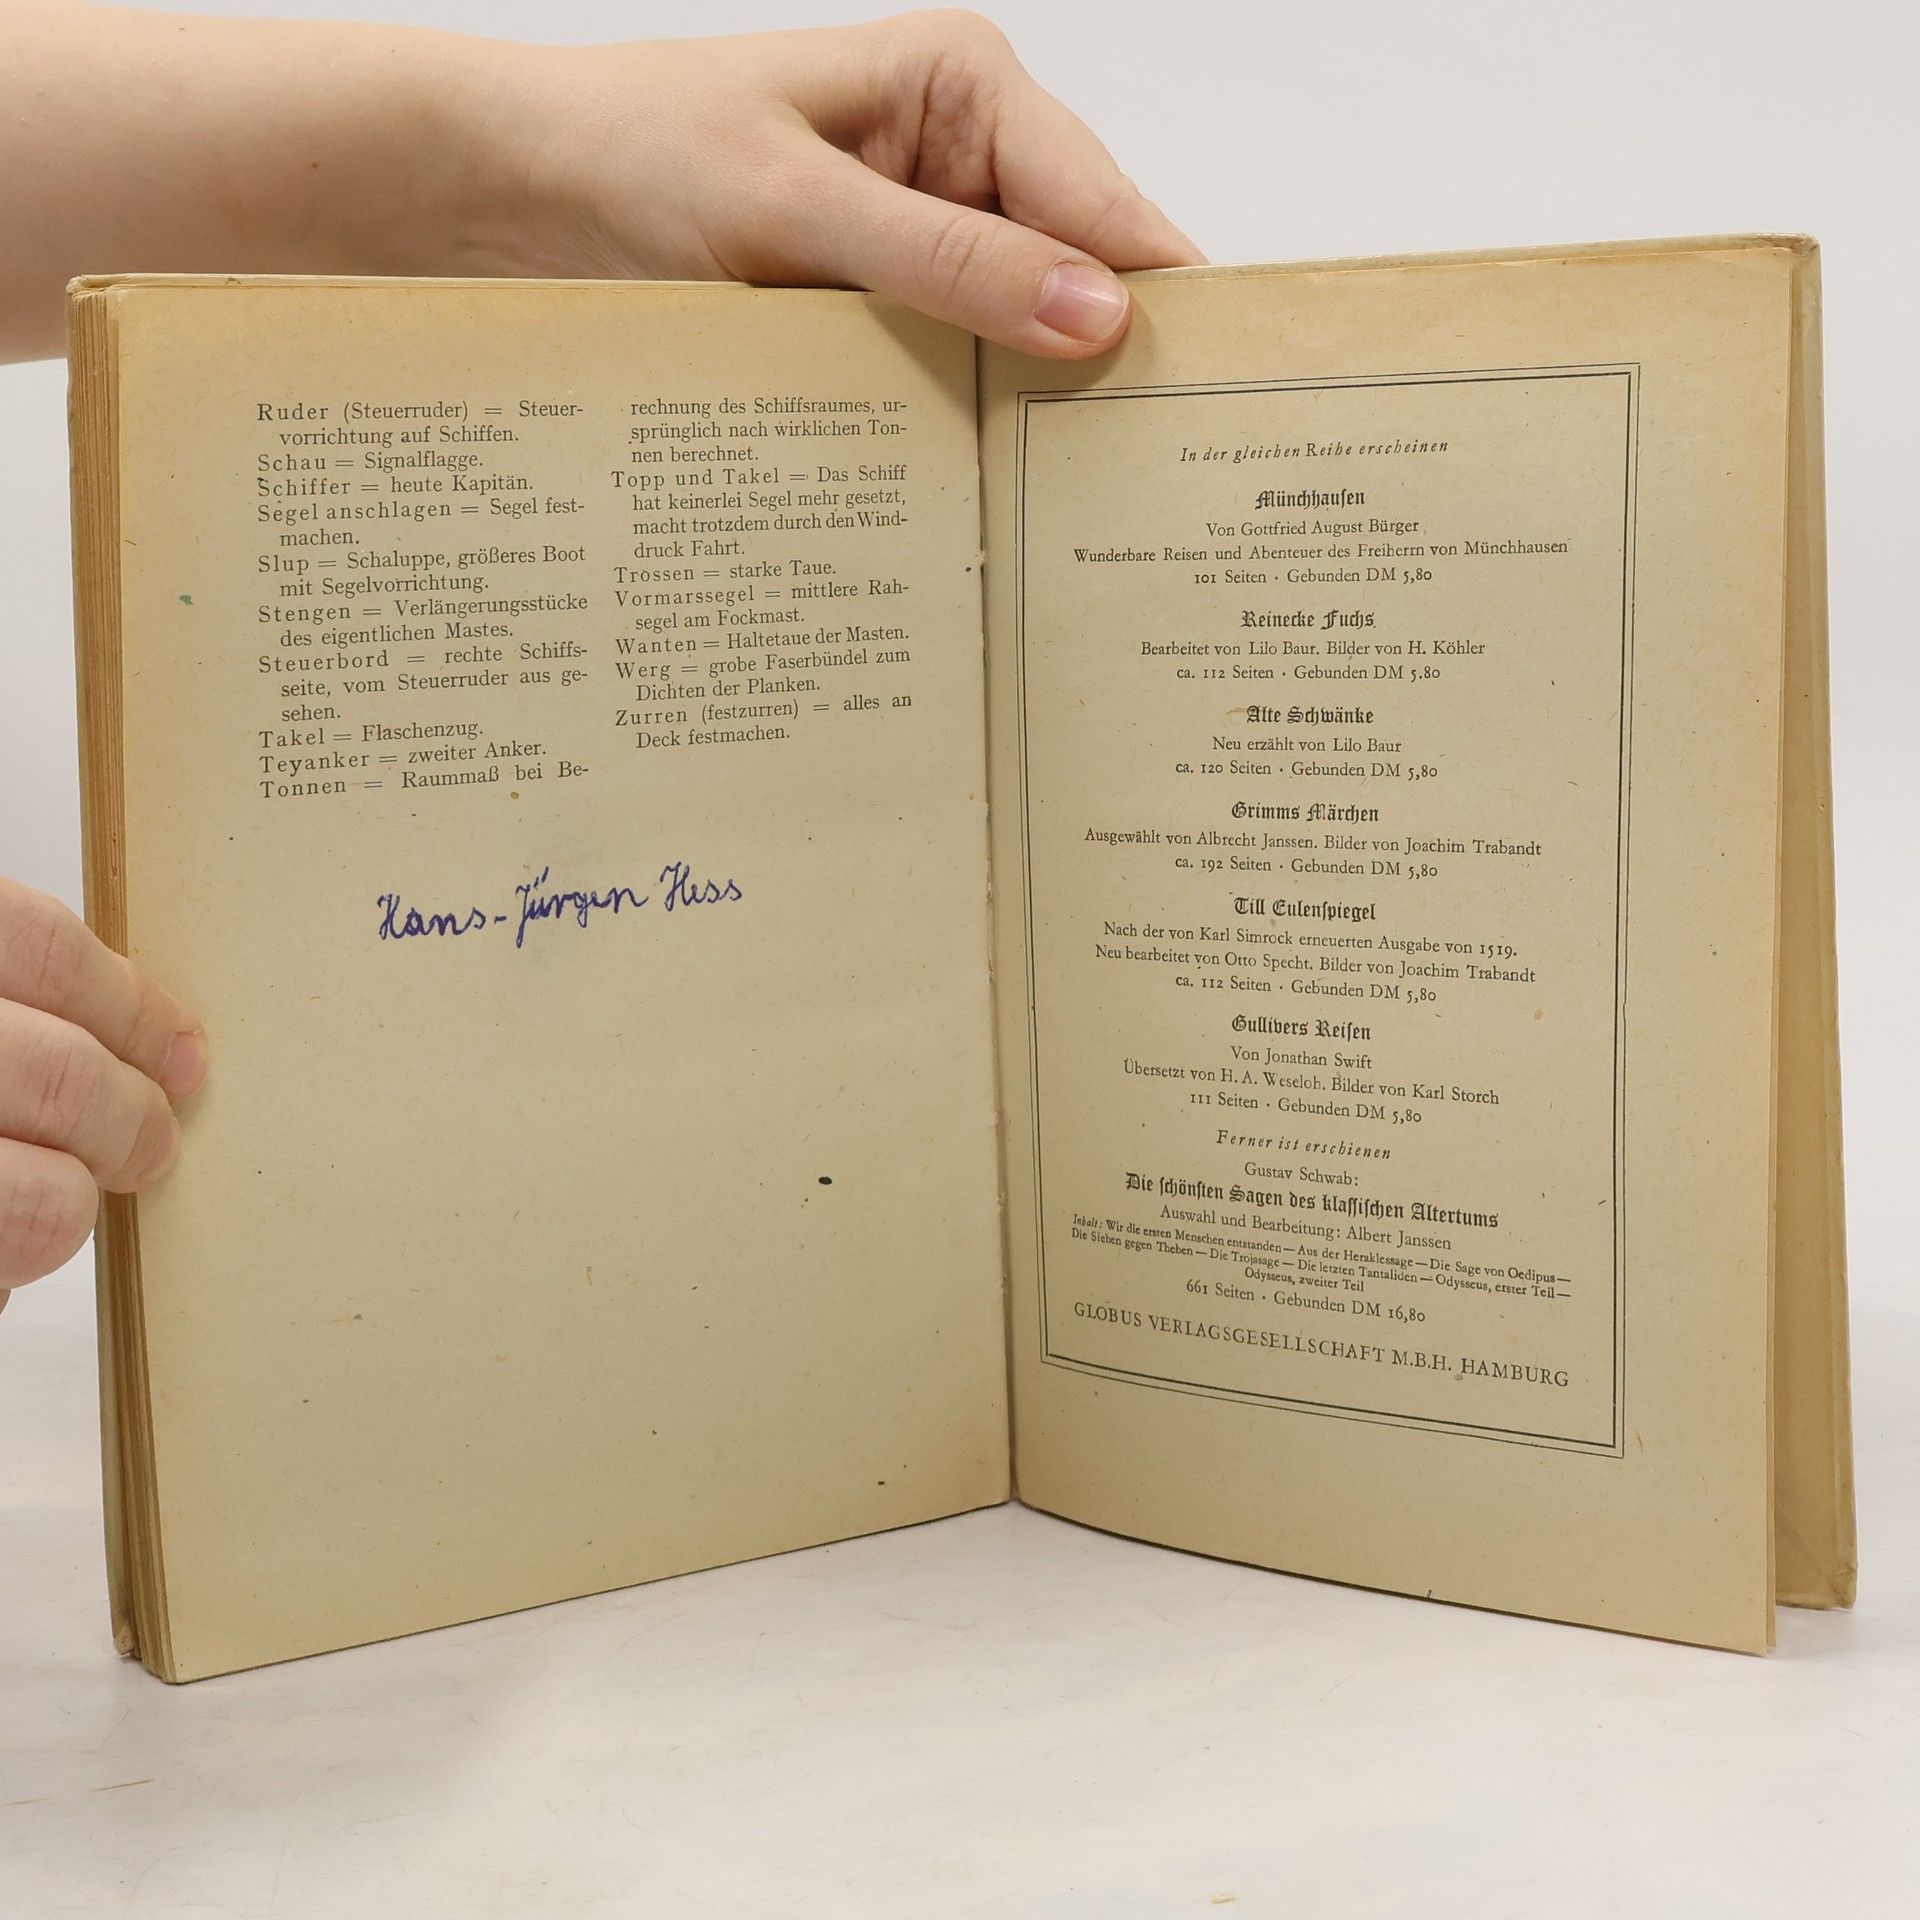 Ruder (Steuerruder) = Steuer-
vorrichtung auf Schiffen.
Schau = Signalflagge.
Schiffer = heute Kapitän.
Segel anschlagen = Segel fest-
machen.
Slup = Schaluppe, größeres Boot
mit Segelvorrichtung.
Stengen = Verlängerungsstücke
des eigentlichen Mastes.
Steuerbord = rechte Schiffs-
seite, vom Steuerruder aus ge-
sehen.
Takel = Flaschenzug.
Teyanker = zweiter Anker.
Tonnen = Raummaß bei Be-
rechnung des Schiffsraumes, ur-
sprünglich nach wirklichen Ton-
nen berechnet.
Topp und Takel = Das Schiff
hat keinerlei Segel mehr gesetzt,
macht trotzdem durch den Wind-
druck Fahrt.
Trossen = starke Taue.
Vormarssegel = mittlere Rah-
segel am Fockmast.
Wanten = Haltetaue der Masten.
Werg = grobe Faserbündel zum
Dichten der Planken.
Zurren (festzurren) = alles an
Deck festmachen.
Hans-Jürgen Hess
In der gleichen Reihe erscheinen
Münchhauſen
Von Gottfried August Bürger
Wunderbare Reisen und Abenteuer des Freiherrn von Münchhausen
101 Seiten · Gebunden DM 5,80
Reinecke Fuchs
Bearbeitet von Lilo Baur. Bilder von H. Köhler
ca. 112 Seiten · Gebunden DM 5.80
Alte Schwänke
Neu erzählt von Lilo Baur
ca. 120 Seiten · Gebunden DM 5,80
Grimms Märchen
Ausgewählt von Albrecht Janssen. Bilder von Joachim Trabandt
ca. 192 Seiten · Gebunden DM 5,80
Till Eulenſpiegel
Nach der von Karl Simrock erneuerten Ausgabe von 1519.
Neu bearbeitet von Otto Specht. Bilder von Joachim Trabandt
ca. 112 Seiten · Gebunden DM 5,80
Gullivers Reiſen
Von Jonathan Swift
Übersetzt von H. A. Weseloh. Bilder von Karl Storch
111 Seiten · Gebunden DM 5,80
Ferner ist erschienen
Gustav Schwab:
Die ſchönſten Sagen des klaſſiſchen Altertums
Auswahl und Bearbeitung: Albert Janssen
Inhalt: Wir die ersten Menschen entstanden — Aus der Heraklessage — Die Sage von Oedipus —
Die Sieben gegen Theben — Die Trojasage — Die letzten Tantaliden — Odysseus, erster Teil —
Odysseus, zweiter Teil
661 Seiten · Gebunden DM 16,80
GLOBUS VERLAGSGESELLSCHAFT M.B.H. HAMBURG